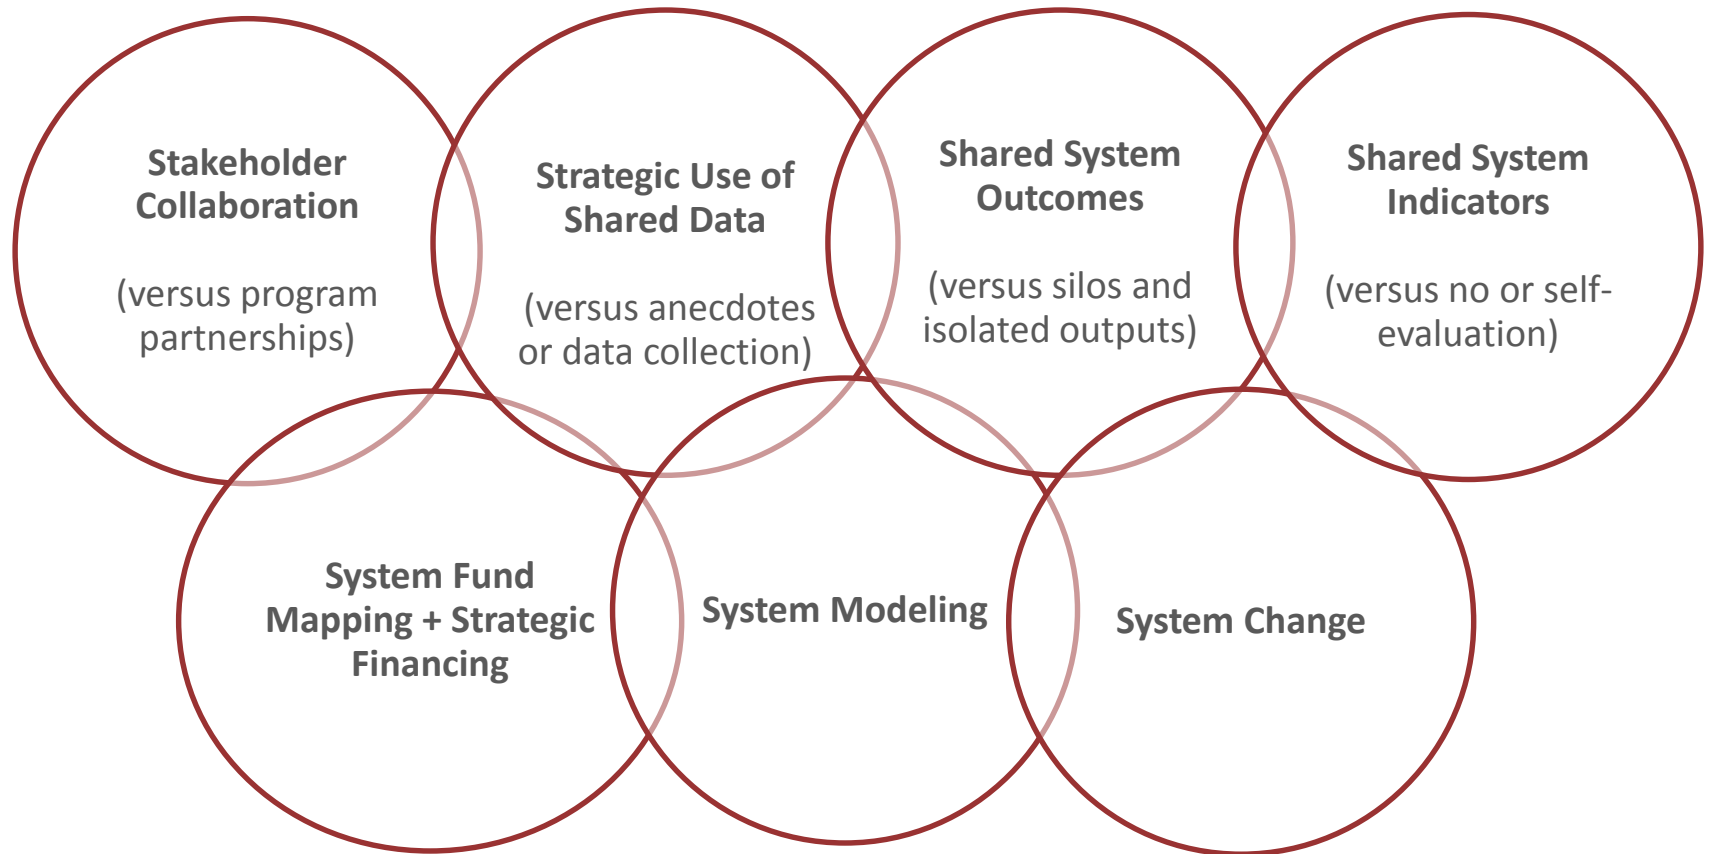 Stakeholder
Collaboration
(versus program
partnerships)
Strategic Use of
Shared Data
(versus anecdotes
or data collection)
Shared System
Outcomes
(versus silos and
isolated outputs)
Shared System
Indicators
(versus no or self-
evaluation)
System Fund
Mapping + Strategic
Financing
System Modeling
System Change